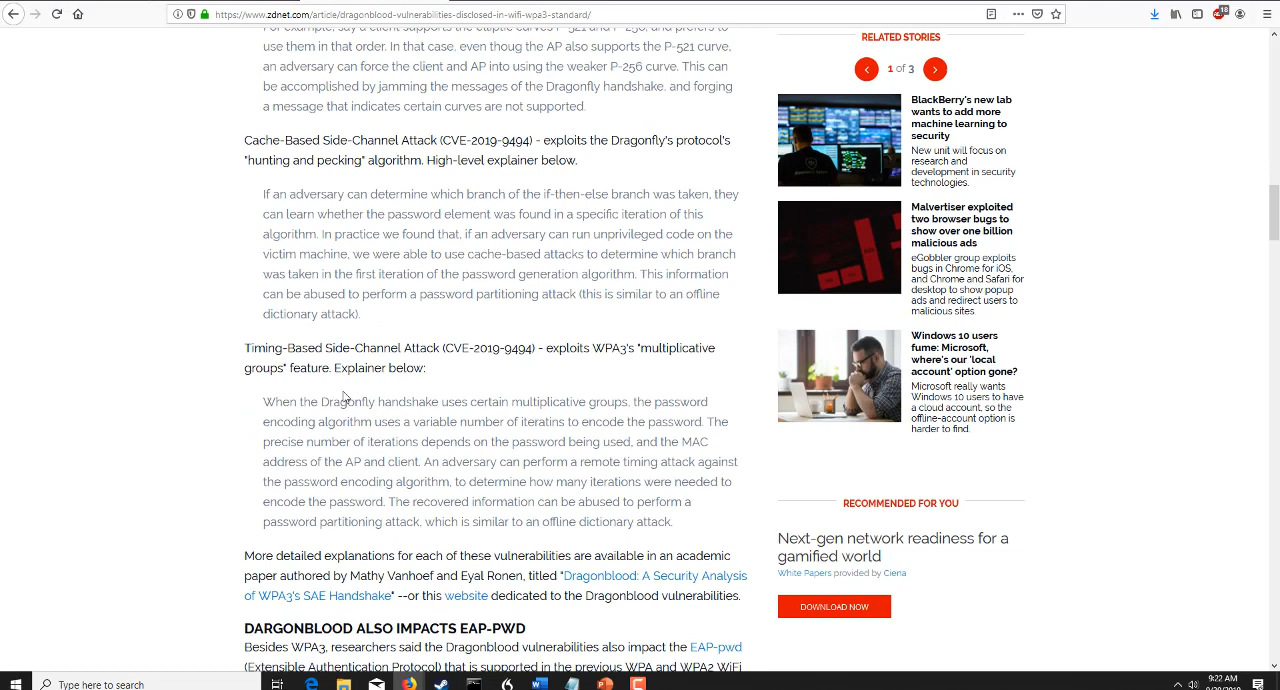 https://www.zdnet.com/article/dragonblood-vulnerabilities-disclosed-in-wifi-wpa3-standard/
18
use them in that order. In that case, even thoug the AP also supports the P-521 curve,
an adversary can force the client and AP into using the weaker P-256 curve. This can
be accomplished by jamming the messages of the Dragonfly handshake, and forging
a message that indicates certain curves are not supported.
Cache-Based Side-Channel Attack (CVE-2019-9494) - exploits the Dragonfly's protocol's
"hunting and pecking" algorithm. High-level explainer below.
If an adversary can determine which branch of the if-then-else branch was taken, they
can learn whether the password element was found in a specific iteration of this
algorithm. In practice we found that, if an adversary can run unprivileged code on the
victim machine, we were able to use cache-based attacks to determine which branch
was taken in the first iteration of the password generation algorithm. This information
can be abused to perform a password partitioning attack (this is similar to an offline
dictionary attack).
Timing-Based Side-Channel Attack (CVE-2019-9494) - exploits WPA3's "multiplicative
groups" feature. Explainer below:
When the Dragonfly handshake uses certain multiplicative groups, the password
encoding algorithm uses a variable number of iteratins to encode the password. The
precise number of iterations depends on the password being used, and the MAC
address of the AP and client. An adversary can perform a remote timing attack against
the password encoding algorithm, to determine how many iterations were needed to
encode the password. The recovered information can be abused to perform a
password partitioning attack, which is similar to an offline dictionary attack.
More detailed explanations for each of these vulnerabilities are available in an academic
paper authored by Mathy Vanhoef and Eyal Ronen, titled "Dragonblood: A Security Analysis
of WPA3's SAE Handshake" --or this website dedicated to the Dragonblood vulnerabilities.
DARGONBLOOD ALSO IMPACTS EAP-PWD
Besides WPA3, researchers said the Dragonblood vulnerabilities also impact the EAP-pwd
(Extensible Authentication Protocol) that is supported in the previous WPA and WPA2 WiFi
RELATED STORIES
1 of 3
BlackBerry's new lab
wants to add more
machine learning to
security
New unit will focus on
research and
development in security
technologies.
Malvertiser exploited
two browser bugs to
show over one billion
malicious ads
eGobbler group exploits
bugs in Chrome for iOS,
and Chrome and Safari for
desktop to show popup
ads and redirect users to
malicious sites.
Windows 10 users
fume: Microsoft,
where's our 'local
account' option gone?
Microsoft really wants
Windows 10 users to have
a cloud account, so the
offline-account option is
harder to find.
RECOMMENDED FOR YOU
Next-gen network readiness for a
gamified world
White Papers provided by Ciena
DOWNLOAD NOW
Type here to search
9:22 AM